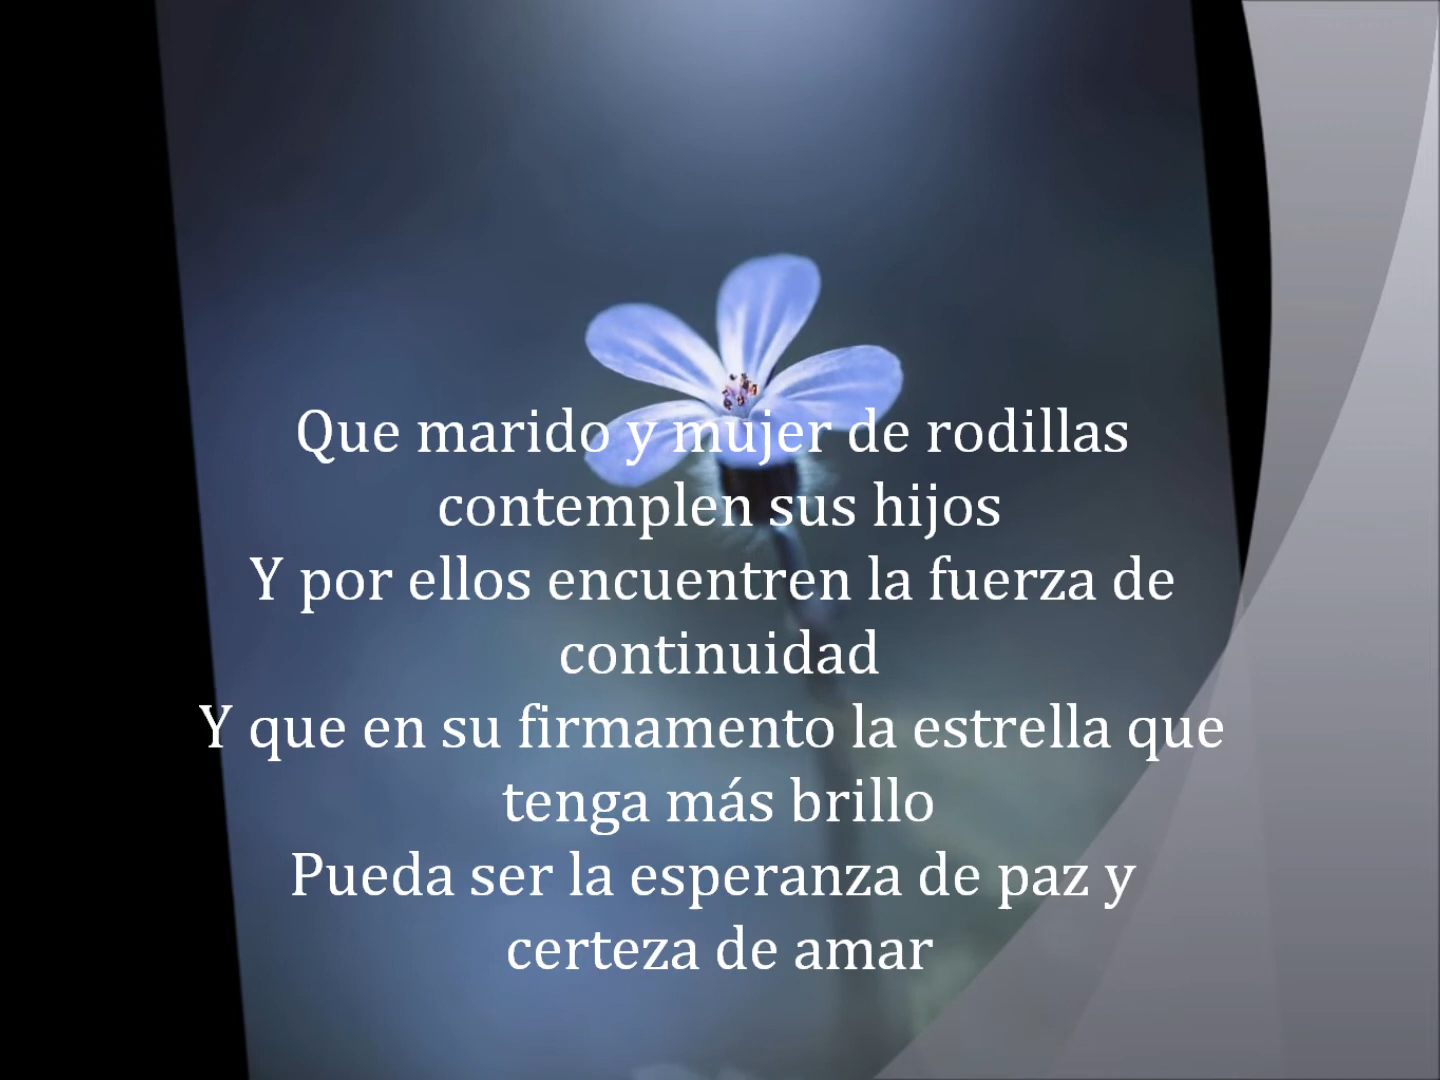 Que marido y mujer de rodillas
contemplen sus hijos
Y por ellos encuentren la fuerza de
continuidad
Y que en su firmamento la estrella que
tenga más brillo
Pueda ser la esperanza de paz y
certeza de amar